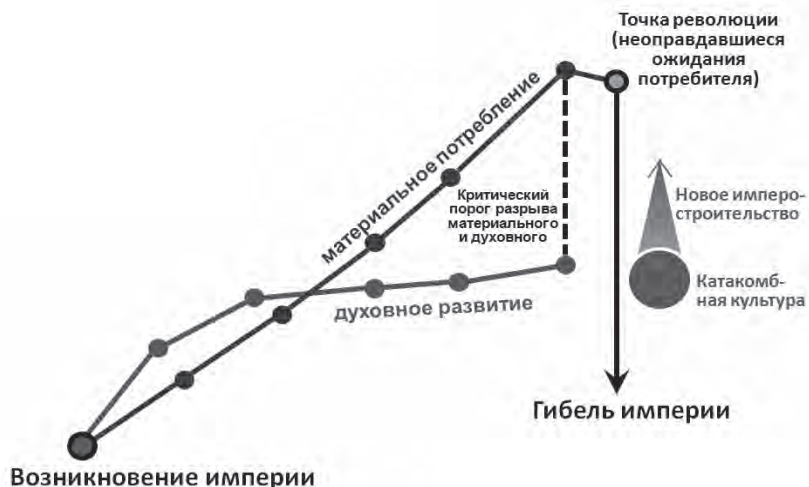 Точка революции
(неоправдавшиеся
ожидания
потребителя)
материальное потребление
Критический
порог разрыва
материального
и духовного
Новое имперо-
строительство
Катакомб-
ная культура
духовное развитие
Гибель империи
Возникновение империи